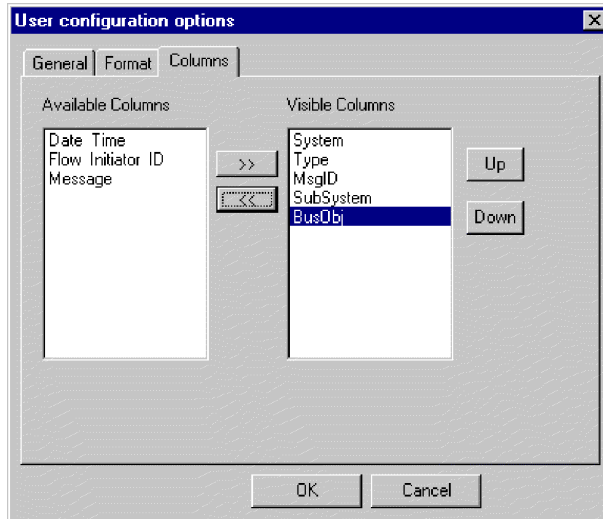 User configuration options
General
Format
Columns
Available Columns
Visible Columns
Date Time
Flow Initiator ID
Message
>>
<<
System
Type
MsgID
SubSystem
BusObj
Up
Down
OK
Cancel